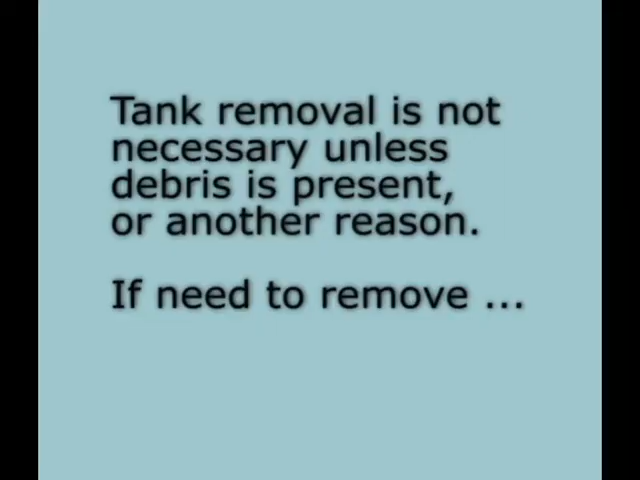 Tank removal is not
necessary unless
debris is present,
or another reason.
If need to remove ...